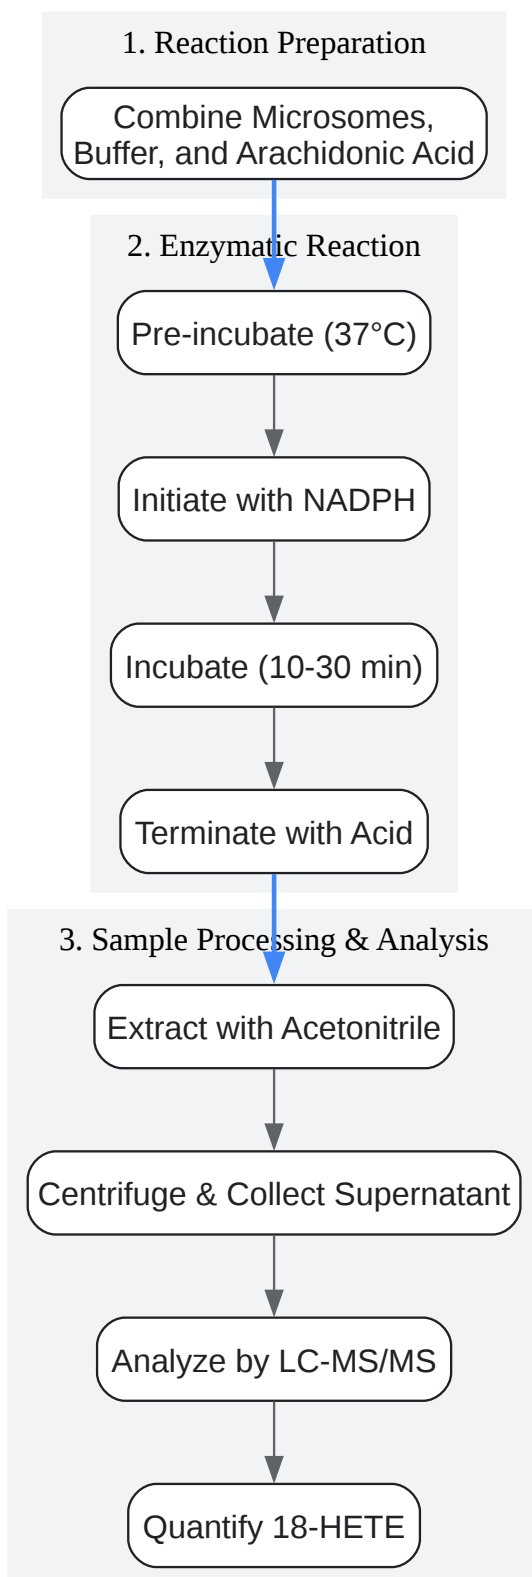 1. Reaction Preparation
Combine Microsomes,
Buffer, and Arachidonic Acid
2. Enzymatic Reaction
Pre-incubate (37°C)
Initiate with NADPH
Incubate (10-30 min)
Terminate with Acid
3. Sample Processing & Analysis
Extract with Acetonitrile
Centrifuge & Collect Supernatant
Analyze by LC-MS/MS
Quantify 18-HETE